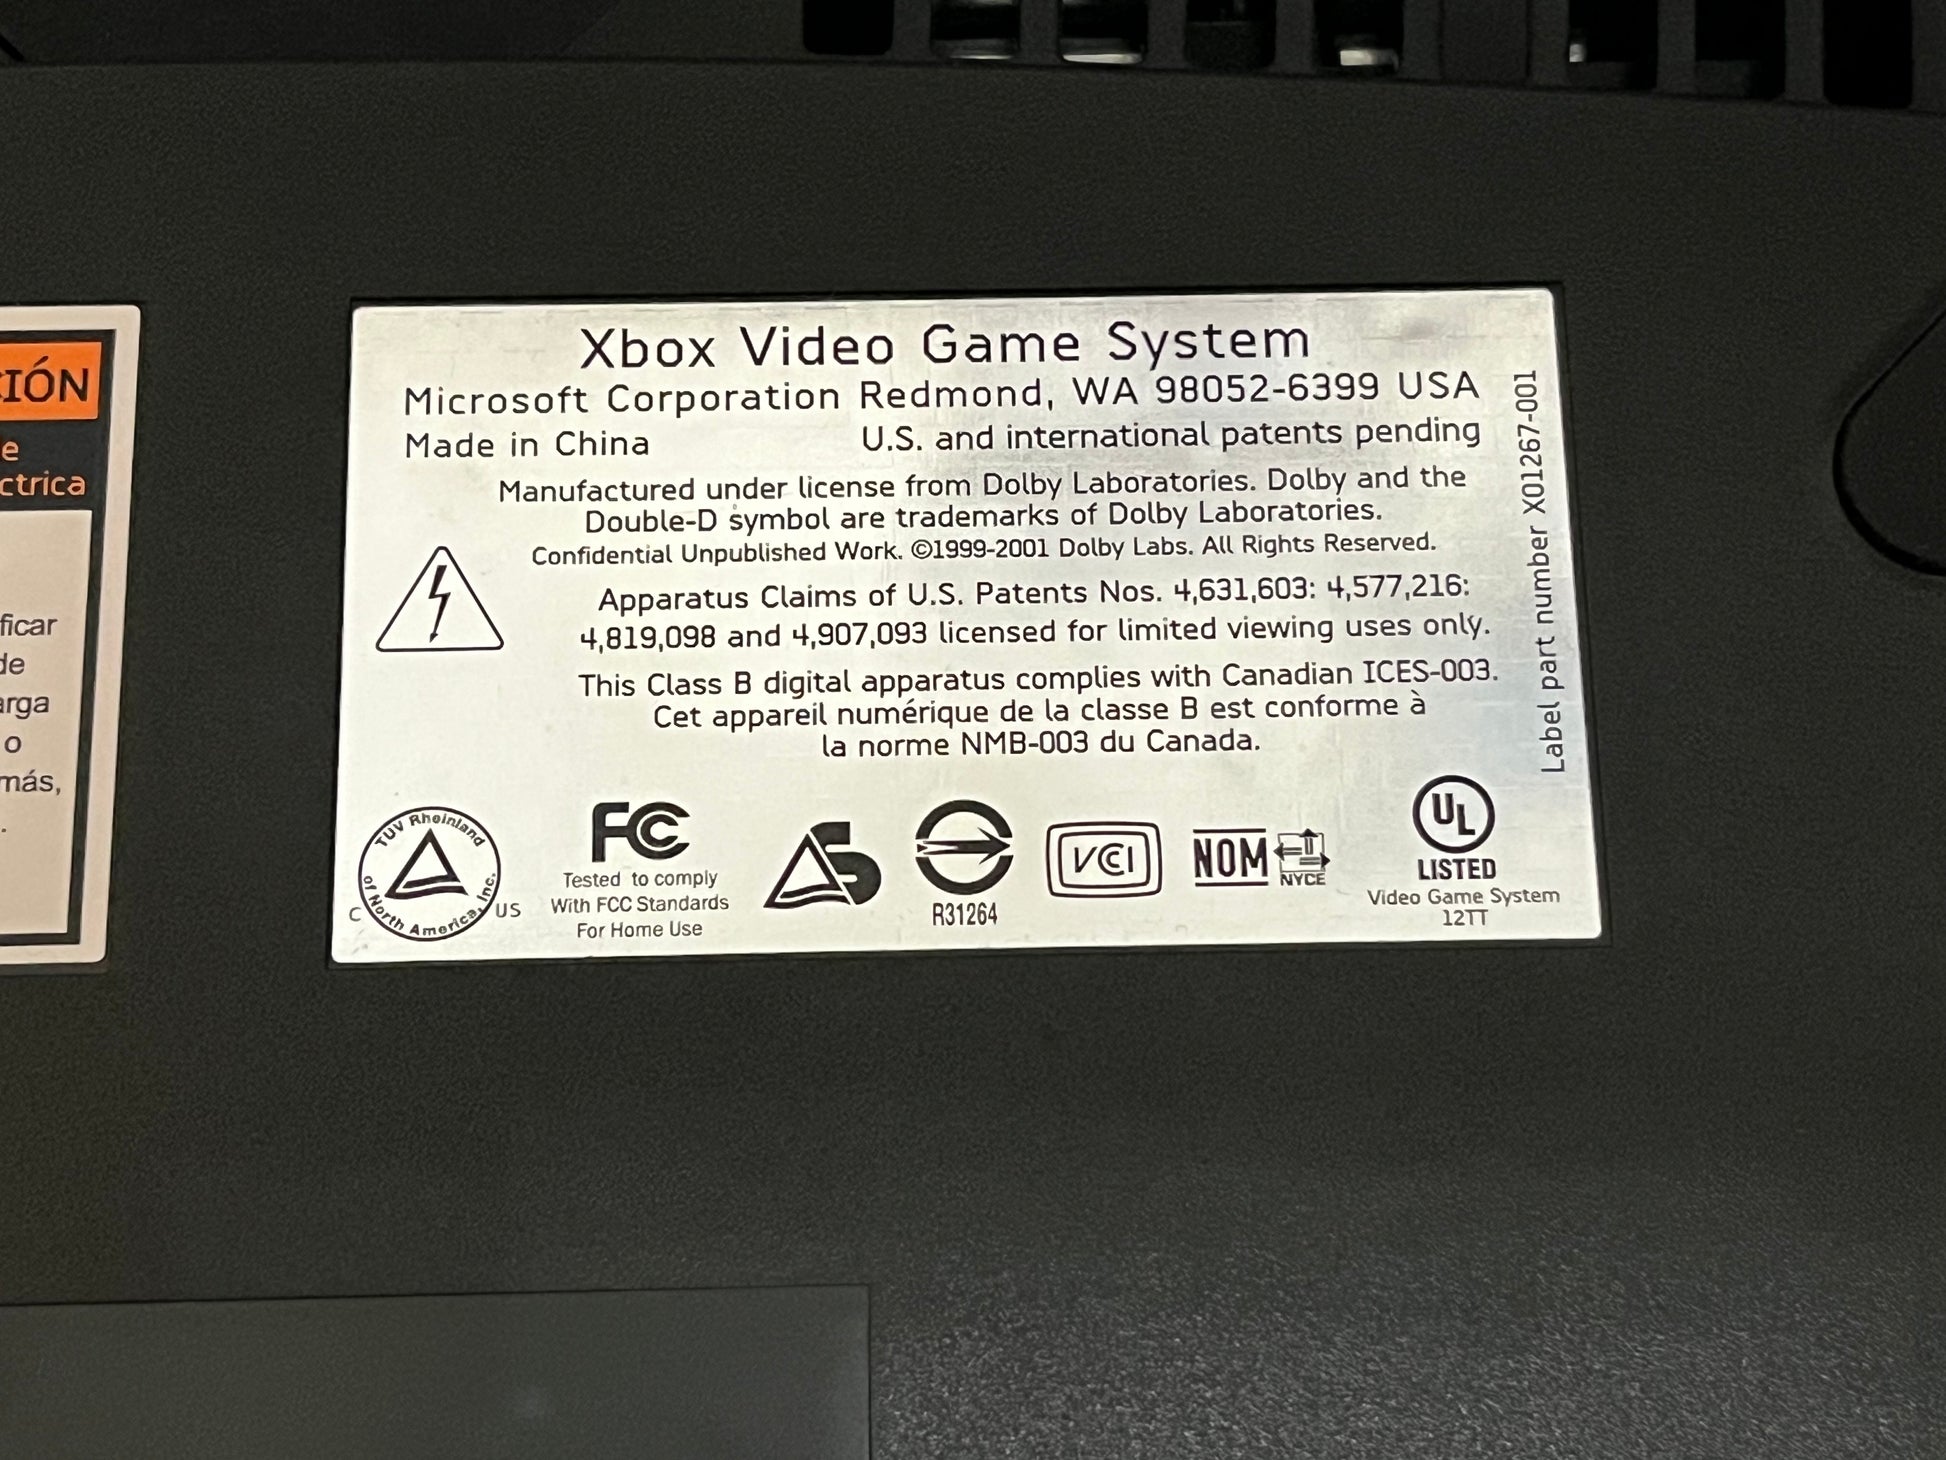 IÓN
e
ctrica
ficar
de
arga
o
más,
.
Xbox Video Game System
Microsoft Corporation Redmond, WA 98052-6399 USA
Made in China U.S. and international patents pending
Manufactured under license from Dolby Laboratories. Dolby and the
Double-D symbol are trademarks of Dolby Laboratories.
Confidential Unpublished Work. ©1999-2001 Dolby Labs. All Rights Reserved.
Apparatus Claims of U.S. Patents Nos. 4,631,603: 4,577,216:
4,819,098 and 4,907,093 licensed for limited viewing uses only.
This Class B digital apparatus complies with Canadian ICES-003.
Cet appareil numérique de la classe B est conforme à
la norme NMB-003 du Canada.
Label part number X01267-001
TUV Rheinland
of North America, Inc.
C US
FC
Tested to comply
With FCC Standards
For Home Use
S
R31264
VCI
NOM
NYCE
UL
LISTED
Video Game System
12TT